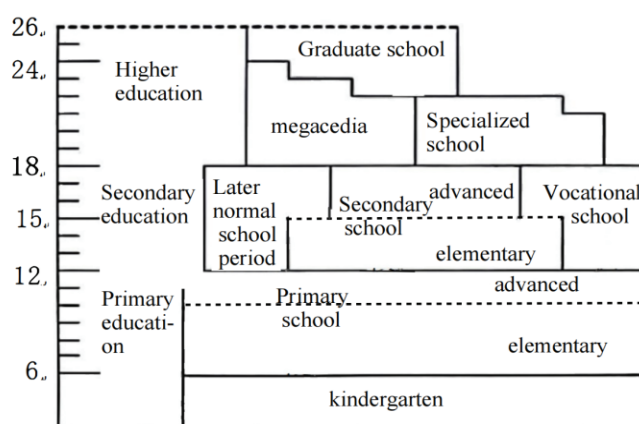 26
24
Higher
education
Graduate school
megacedia
Specialized
school
18
Secondary
education
15
Later
normal
school
period
Secondary
school
advanced
elementary
Vocational
school
12
Primary
educati-
on
advanced
Primary
school
elementary
6
kindergarten